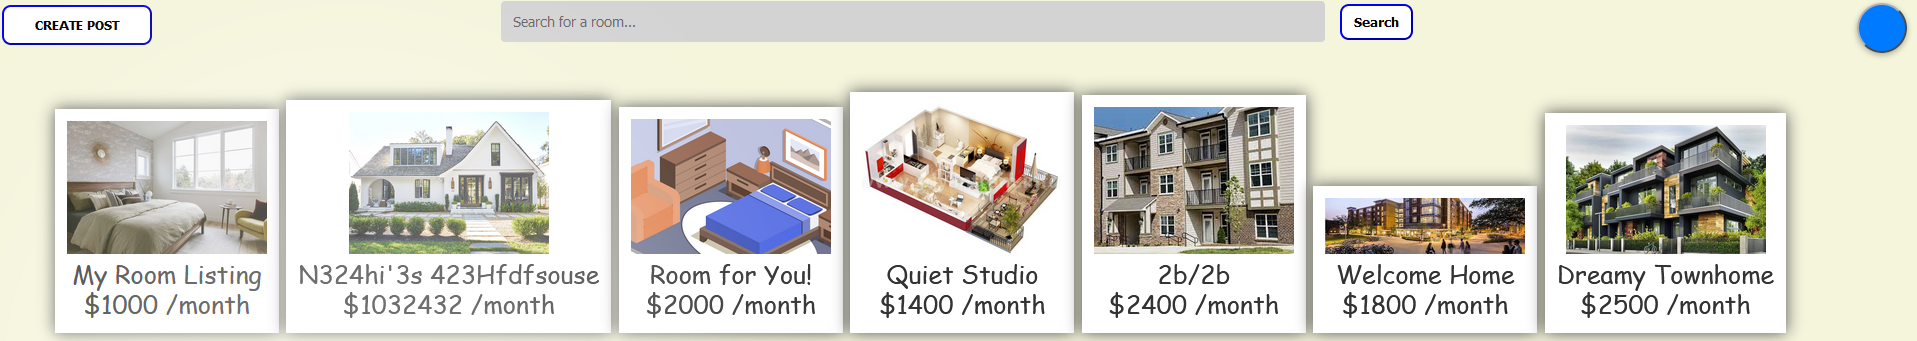 CREATE POST
Search for a room...
Search
My Room Listing
$1000 /month
N324hi'3s 423Hfdfsouse
$1032432 /month
Room for You!
$2000 /month
Quiet Studio
$1400 /month
2b/2b
$2400 /month
Welcome Home
$1800 /month
Dreamy Townhome
$2500 /month